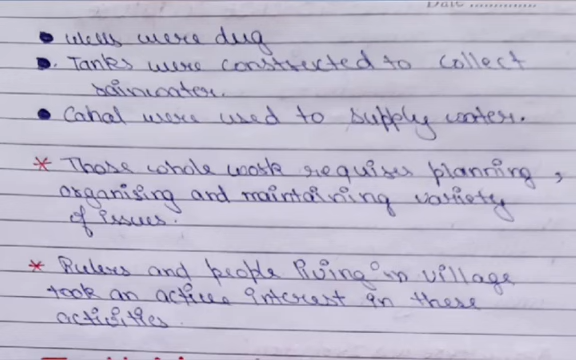 Date ............
• wells were dug
• Tanks were constructed to collect
rainwater.
• Canal were used to supply water.
* Those whole work requires planning,
organising and maintaining variety
of issues.
* Rulers and people living in village
took an active interest in these
activities.